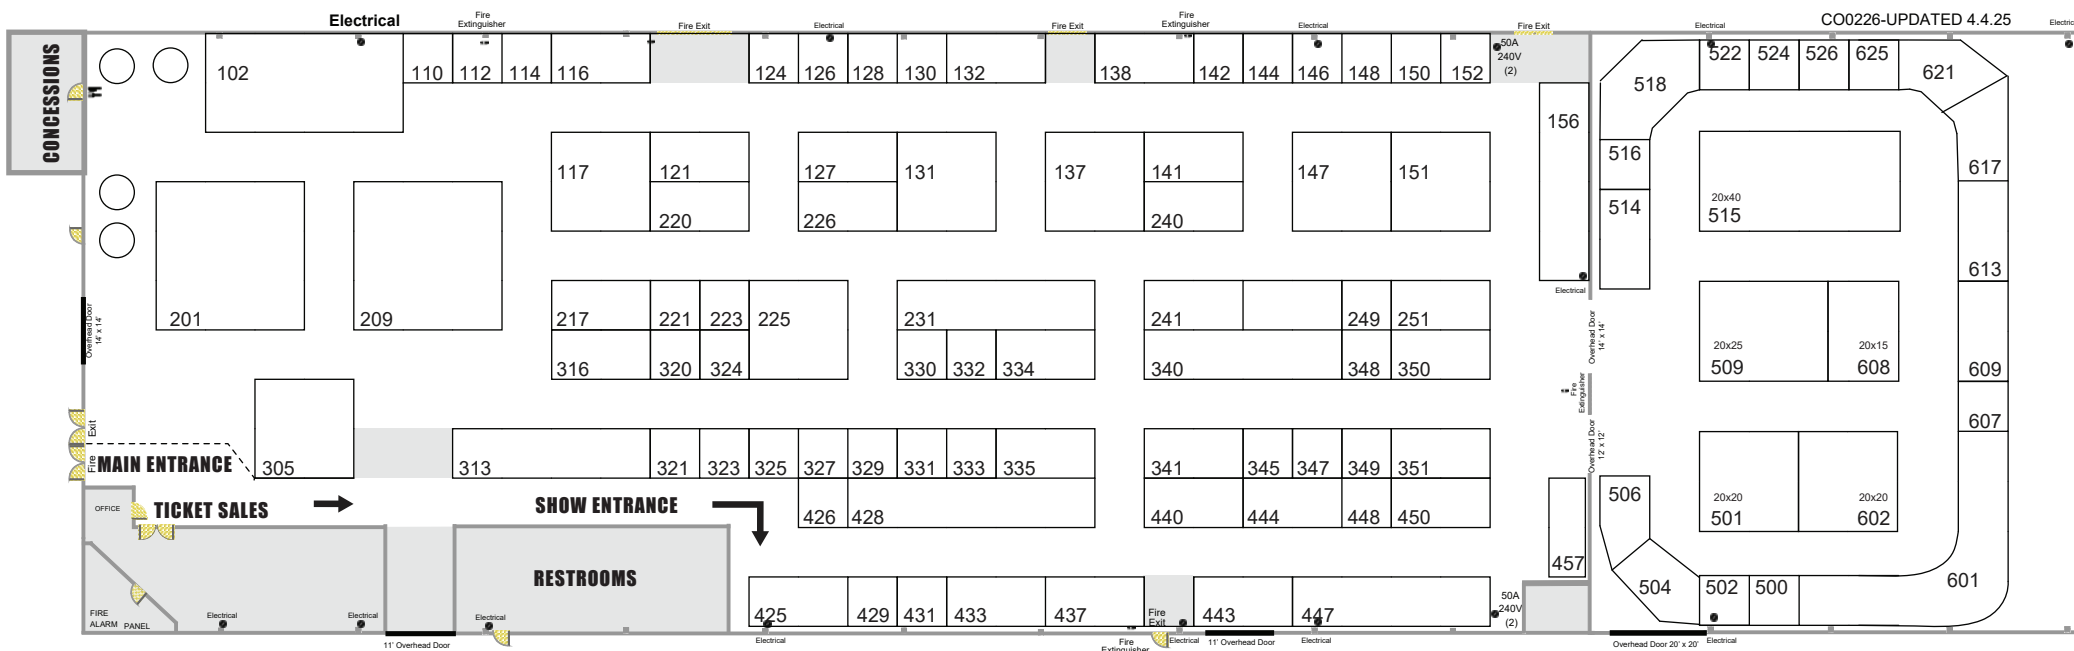 Electrical
Fire Extinguisher
Fire Exit
Electrical
Fire Exit
Fire Extinguisher
Electrical
Fire Exit
Electrical
CO0226-UPDATED 4.4.25
CONCESSIONS
102
110
112
114
116
124
126
128
130
132
138
142
144
146
148
150
152
50A
240V
(2)
156
Electrical
518
522
524
526
625
621
117
121
220
127
226
131
137
141
240
147
151
516
514
20x40
515
617
613
Overhead Door
14' x 14'
201
209
217
221
223
225
316
320
324
231
330
332
334
241
249
251
340
348
350
Overhead Door
14' x 14'
Fire
Extinguisher
Overhead Door
12' x 12'
20x25
509
20x15
608
609
607
Fire Exit
MAIN ENTRANCE
305
313
321
323
325
327
329
331
333
335
341
345
347
349
351
OFFICE
TICKET SALES
SHOW ENTRANCE
426
428
440
444
448
450
457
506
20x20
501
20x20
602
RESTROOMS
FIRE
ALARM PANEL
Electrical
Electrical
Electrical
11' Overhead Door
425
429
431
433
437
Fire
Exit
443
447
50A
240V
(2)
504
502
500
601
Electrical
Fire
Extinguisher
Electrical
11' Overhead Door
Electrical
Overhead Door 20' x 20'
Electrical